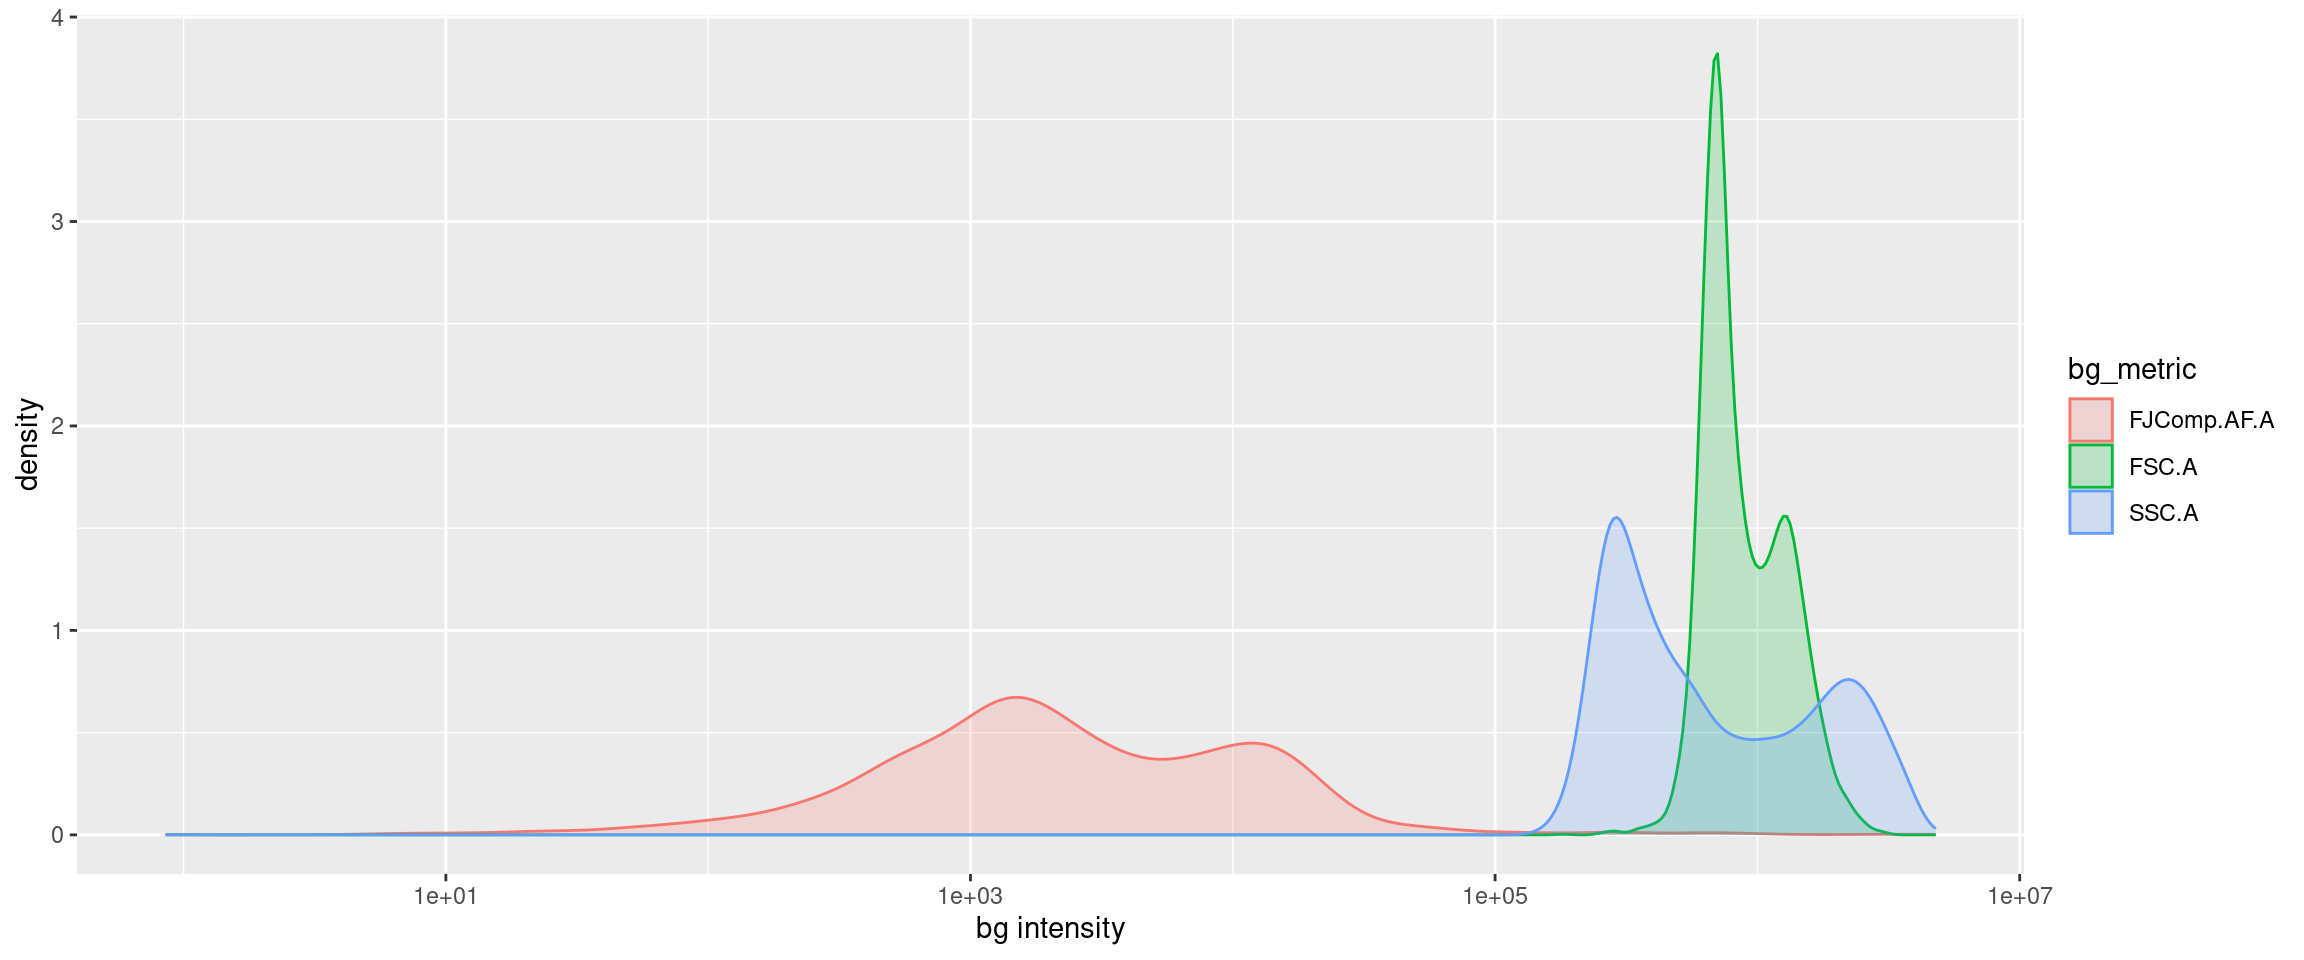 4
3
2
1
0
density
1e+01
1e+03
1e+05
1e+07
bg intensity
bg_metric
FJComp.AF.A
FSC.A
SSC.A